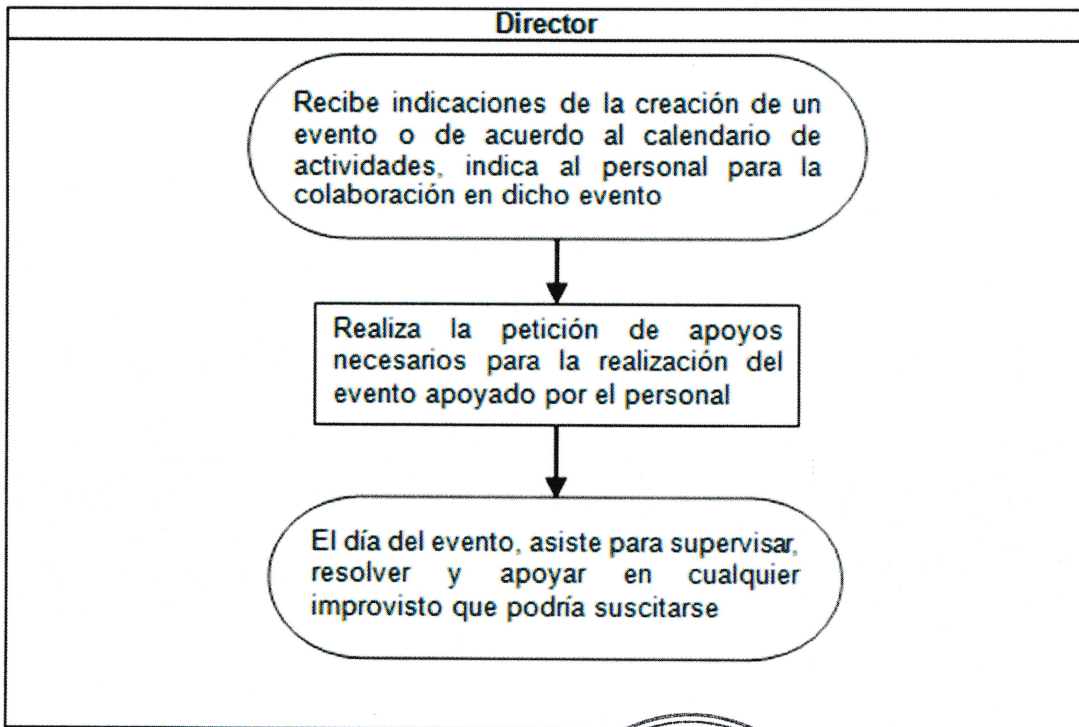 Director
Recibe indicaciones de la creación de un
evento o de acuerdo al calendario de
actividades, indica al personal para la
colaboración en dicho evento
Realiza la petición de apoyos
necesarios para la realización del
evento apoyado por el personal
El día del evento, asiste para supervisar,
resolver y apoyar en cualquier
improvisto que podría suscitarse